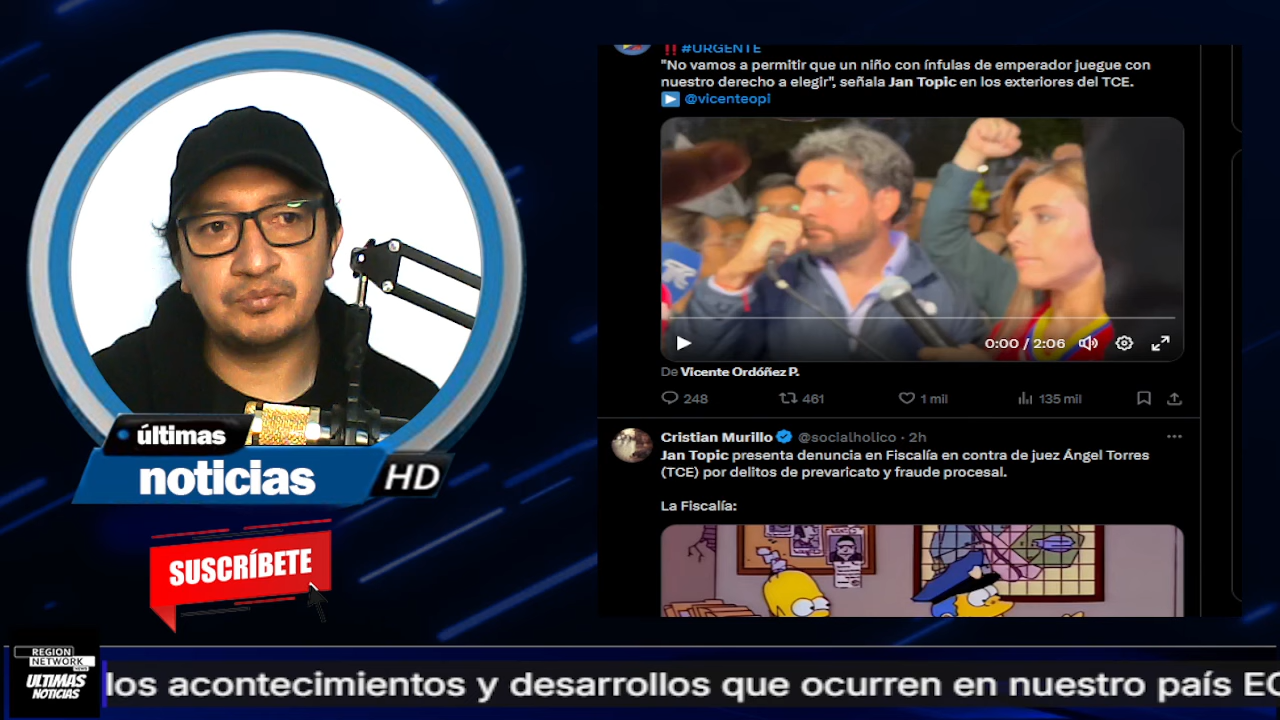 ‼️ #URGENTE
"No vamos a permitir que un niño con ínfulas de emperador juegue con
nuestro derecho a elegir", señala Jan Topic en los exteriores del TCE.
▶️ @vicenteopi
0:00 / 2:06
De Vicente Ordóñez P.
248 461 1 mil 135 mil
Cristian Murillo @socialholico · 2h
Jan Topic presenta denuncia en Fiscalía en contra de juez Ángel Torres
(TCE) por delitos de prevaricato y fraude procesal.
La Fiscalía:
últimas
noticias HD
SUSCRÍBETE
REGION
NETWORK
ULTIMAS
NOTICIAS
los acontecimientos y desarrollos que ocurren en nuestro país EC